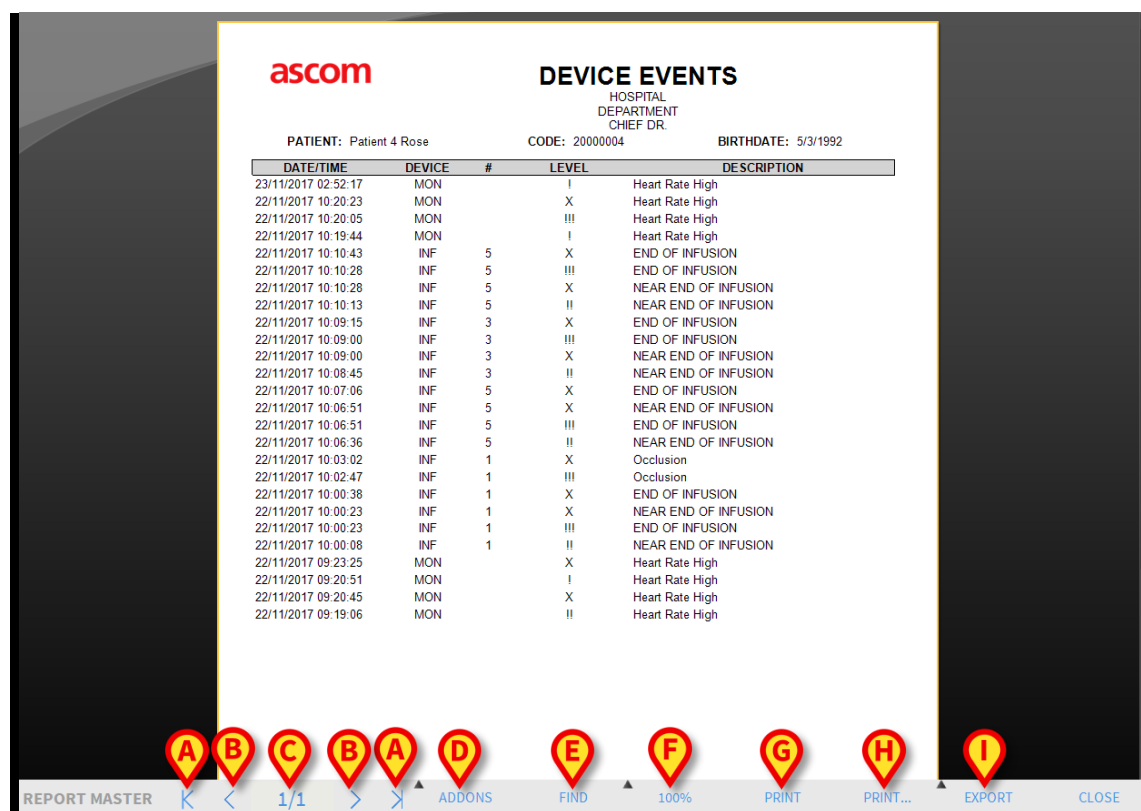 ascom
DEVICE EVENTS
HOSPITAL
DEPARTMENT
CHIEF DR.
PATIENT: Patient 4 Rose CODE: 20000004 BIRTHDATE: 5/3/1992
DATE/TIME DEVICE # LEVEL DESCRIPTION
23/11/2017 02:52:17 MON ! Heart Rate High
22/11/2017 10:20:23 MON X Heart Rate High
22/11/2017 10:20:05 MON !!! Heart Rate High
22/11/2017 10:19:44 MON ! Heart Rate High
22/11/2017 10:10:43 INF 5 X END OF INFUSION
22/11/2017 10:10:28 INF 5 !!! END OF INFUSION
22/11/2017 10:10:28 INF 5 X NEAR END OF INFUSION
22/11/2017 10:10:13 INF 5 !! NEAR END OF INFUSION
22/11/2017 10:09:15 INF 3 X END OF INFUSION
22/11/2017 10:09:00 INF 3 !!! END OF INFUSION
22/11/2017 10:09:00 INF 3 X NEAR END OF INFUSION
22/11/2017 10:08:45 INF 3 !! NEAR END OF INFUSION
22/11/2017 10:07:06 INF 5 X END OF INFUSION
22/11/2017 10:06:51 INF 5 X NEAR END OF INFUSION
22/11/2017 10:06:51 INF 5 !!! END OF INFUSION
22/11/2017 10:06:36 INF 5 !! NEAR END OF INFUSION
22/11/2017 10:03:02 INF 1 X Occlusion
22/11/2017 10:02:47 INF 1 !!! Occlusion
22/11/2017 10:00:38 INF 1 X END OF INFUSION
22/11/2017 10:00:23 INF 1 X NEAR END OF INFUSION
22/11/2017 10:00:23 INF 1 !!! END OF INFUSION
22/11/2017 10:00:08 INF 1 !! NEAR END OF INFUSION
22/11/2017 09:23:25 MON X Heart Rate High
22/11/2017 09:20:51 MON ! Heart Rate High
22/11/2017 09:20:45 MON X Heart Rate High
22/11/2017 09:19:06 MON !! Heart Rate High
A B C B A D E F G H I
REPORT MASTER 1/1 ADDONS FIND 100% PRINT PRINT... EXPORT CLOSE